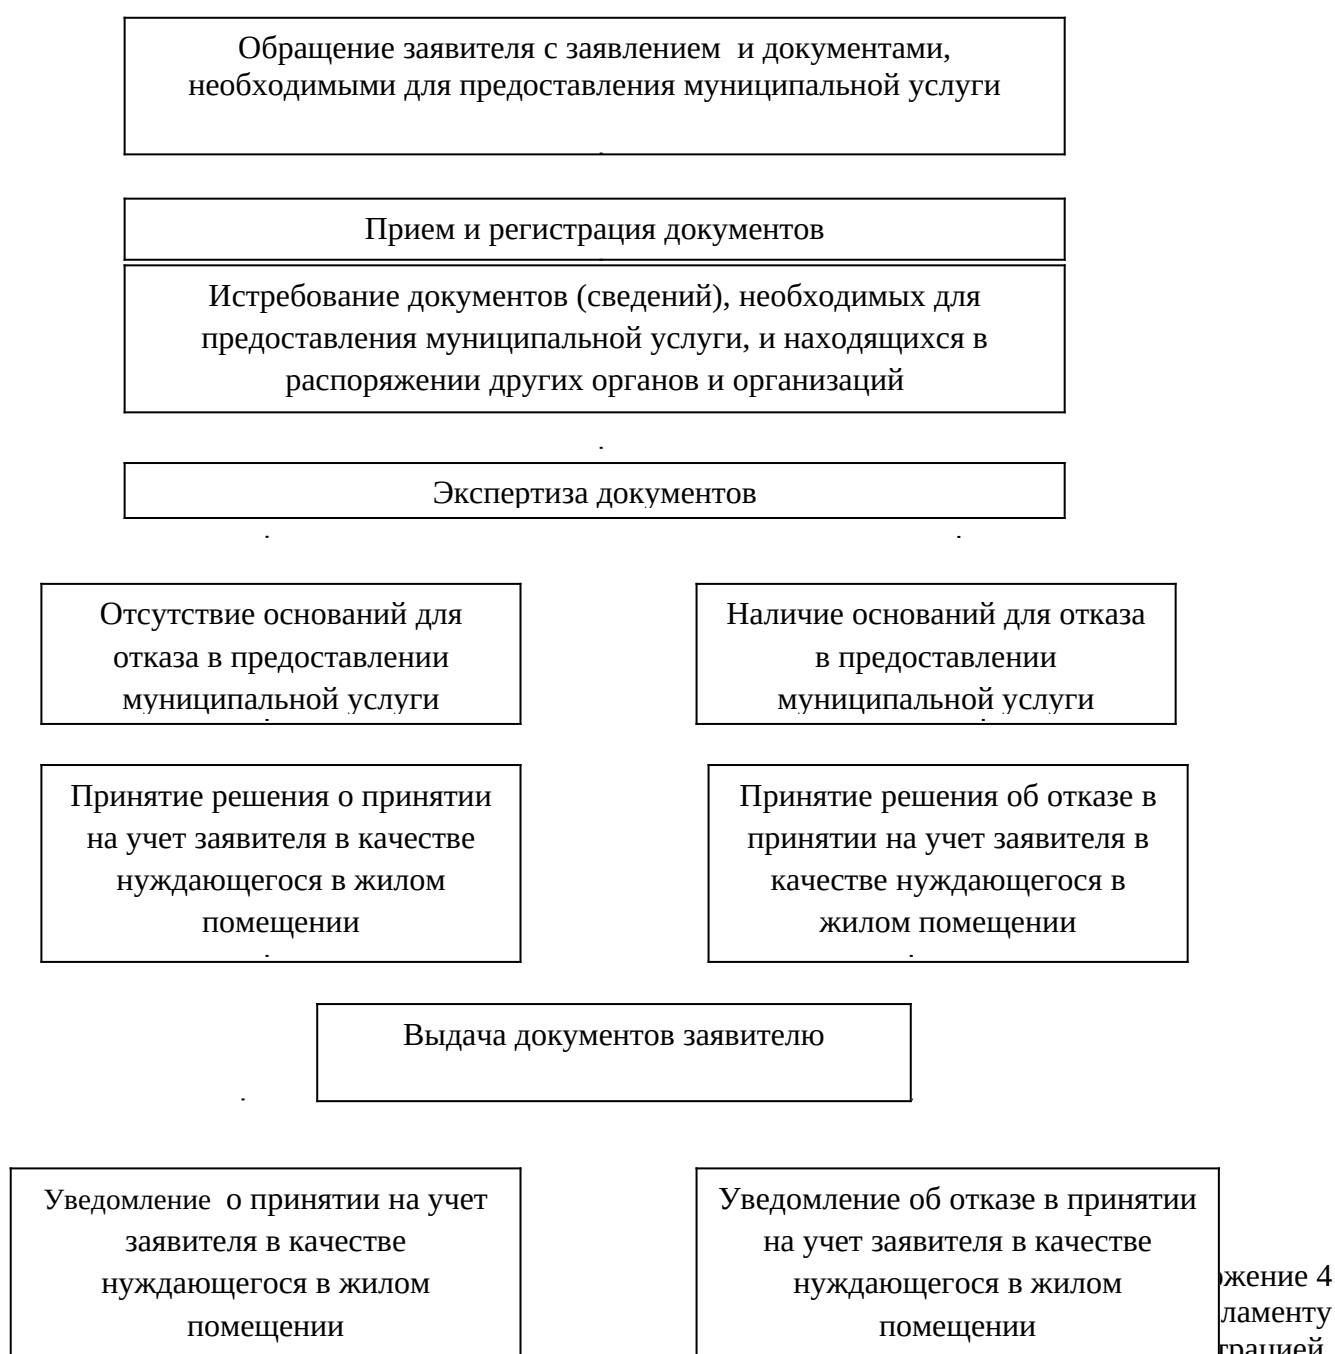 Обращение заявителя с заявлением и документами,
необходимыми для предоставления муниципальной услуги
Прием и регистрация документов
Истребование документов (сведений), необходимых для
предоставления муниципальной услуги, и находящихся в
распоряжении других органов и организаций
Экспертиза документов
Отсутствие оснований для
отказа в предоставлении
муниципальной услуги
Наличие оснований для отказа
в предоставлении
муниципальной услуги
Принятие решения о принятии
на учет заявителя в качестве
нуждающегося в жилом
помещении
Принятие решения об отказе в
принятии на учет заявителя в
качестве нуждающегося в
жилом помещении
Выдача документов заявителю
Уведомление о принятии на учет
заявителя в качестве
нуждающегося в жилом
помещении
Уведомление об отказе в принятии
на учет заявителя в качестве
нуждающегося в жилом
помещении
жение 4
ламенту
трацией